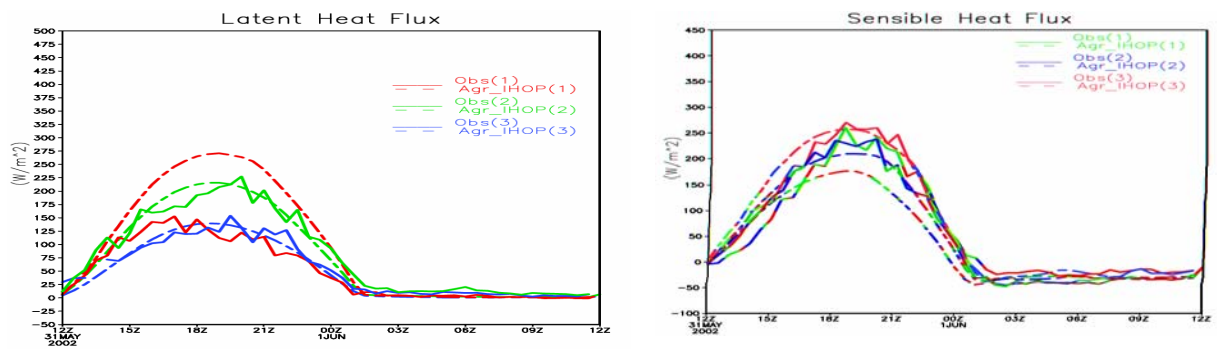 Latent Heat Flux
500
475
450
425
400
375
350
325
300
275
250
225
200
175
150
125
100
75
50
25
0
-25
-50
(W/m^2)
Obs(1)
Agr_IHOP(1)
Obs(2)
Agr_IHOP(2)
Obs(3)
Agr_IHOP(3)
12Z 15Z 18Z 21Z 00Z 03Z 06Z 09Z 12Z
31MAY 1JUN
2002
Sensible Heat Flux
450
400
350
300
250
200
150
100
50
0
-50
-100
(W/m^2)
Obs(1)
Agr_IHOP(1)
Obs(2)
Agr_IHOP(2)
Obs(3)
Agr_IHOP(3)
12Z 15Z 18Z 21Z 00Z 03Z 06Z 09Z 12Z
31MAY 1JUN
2002